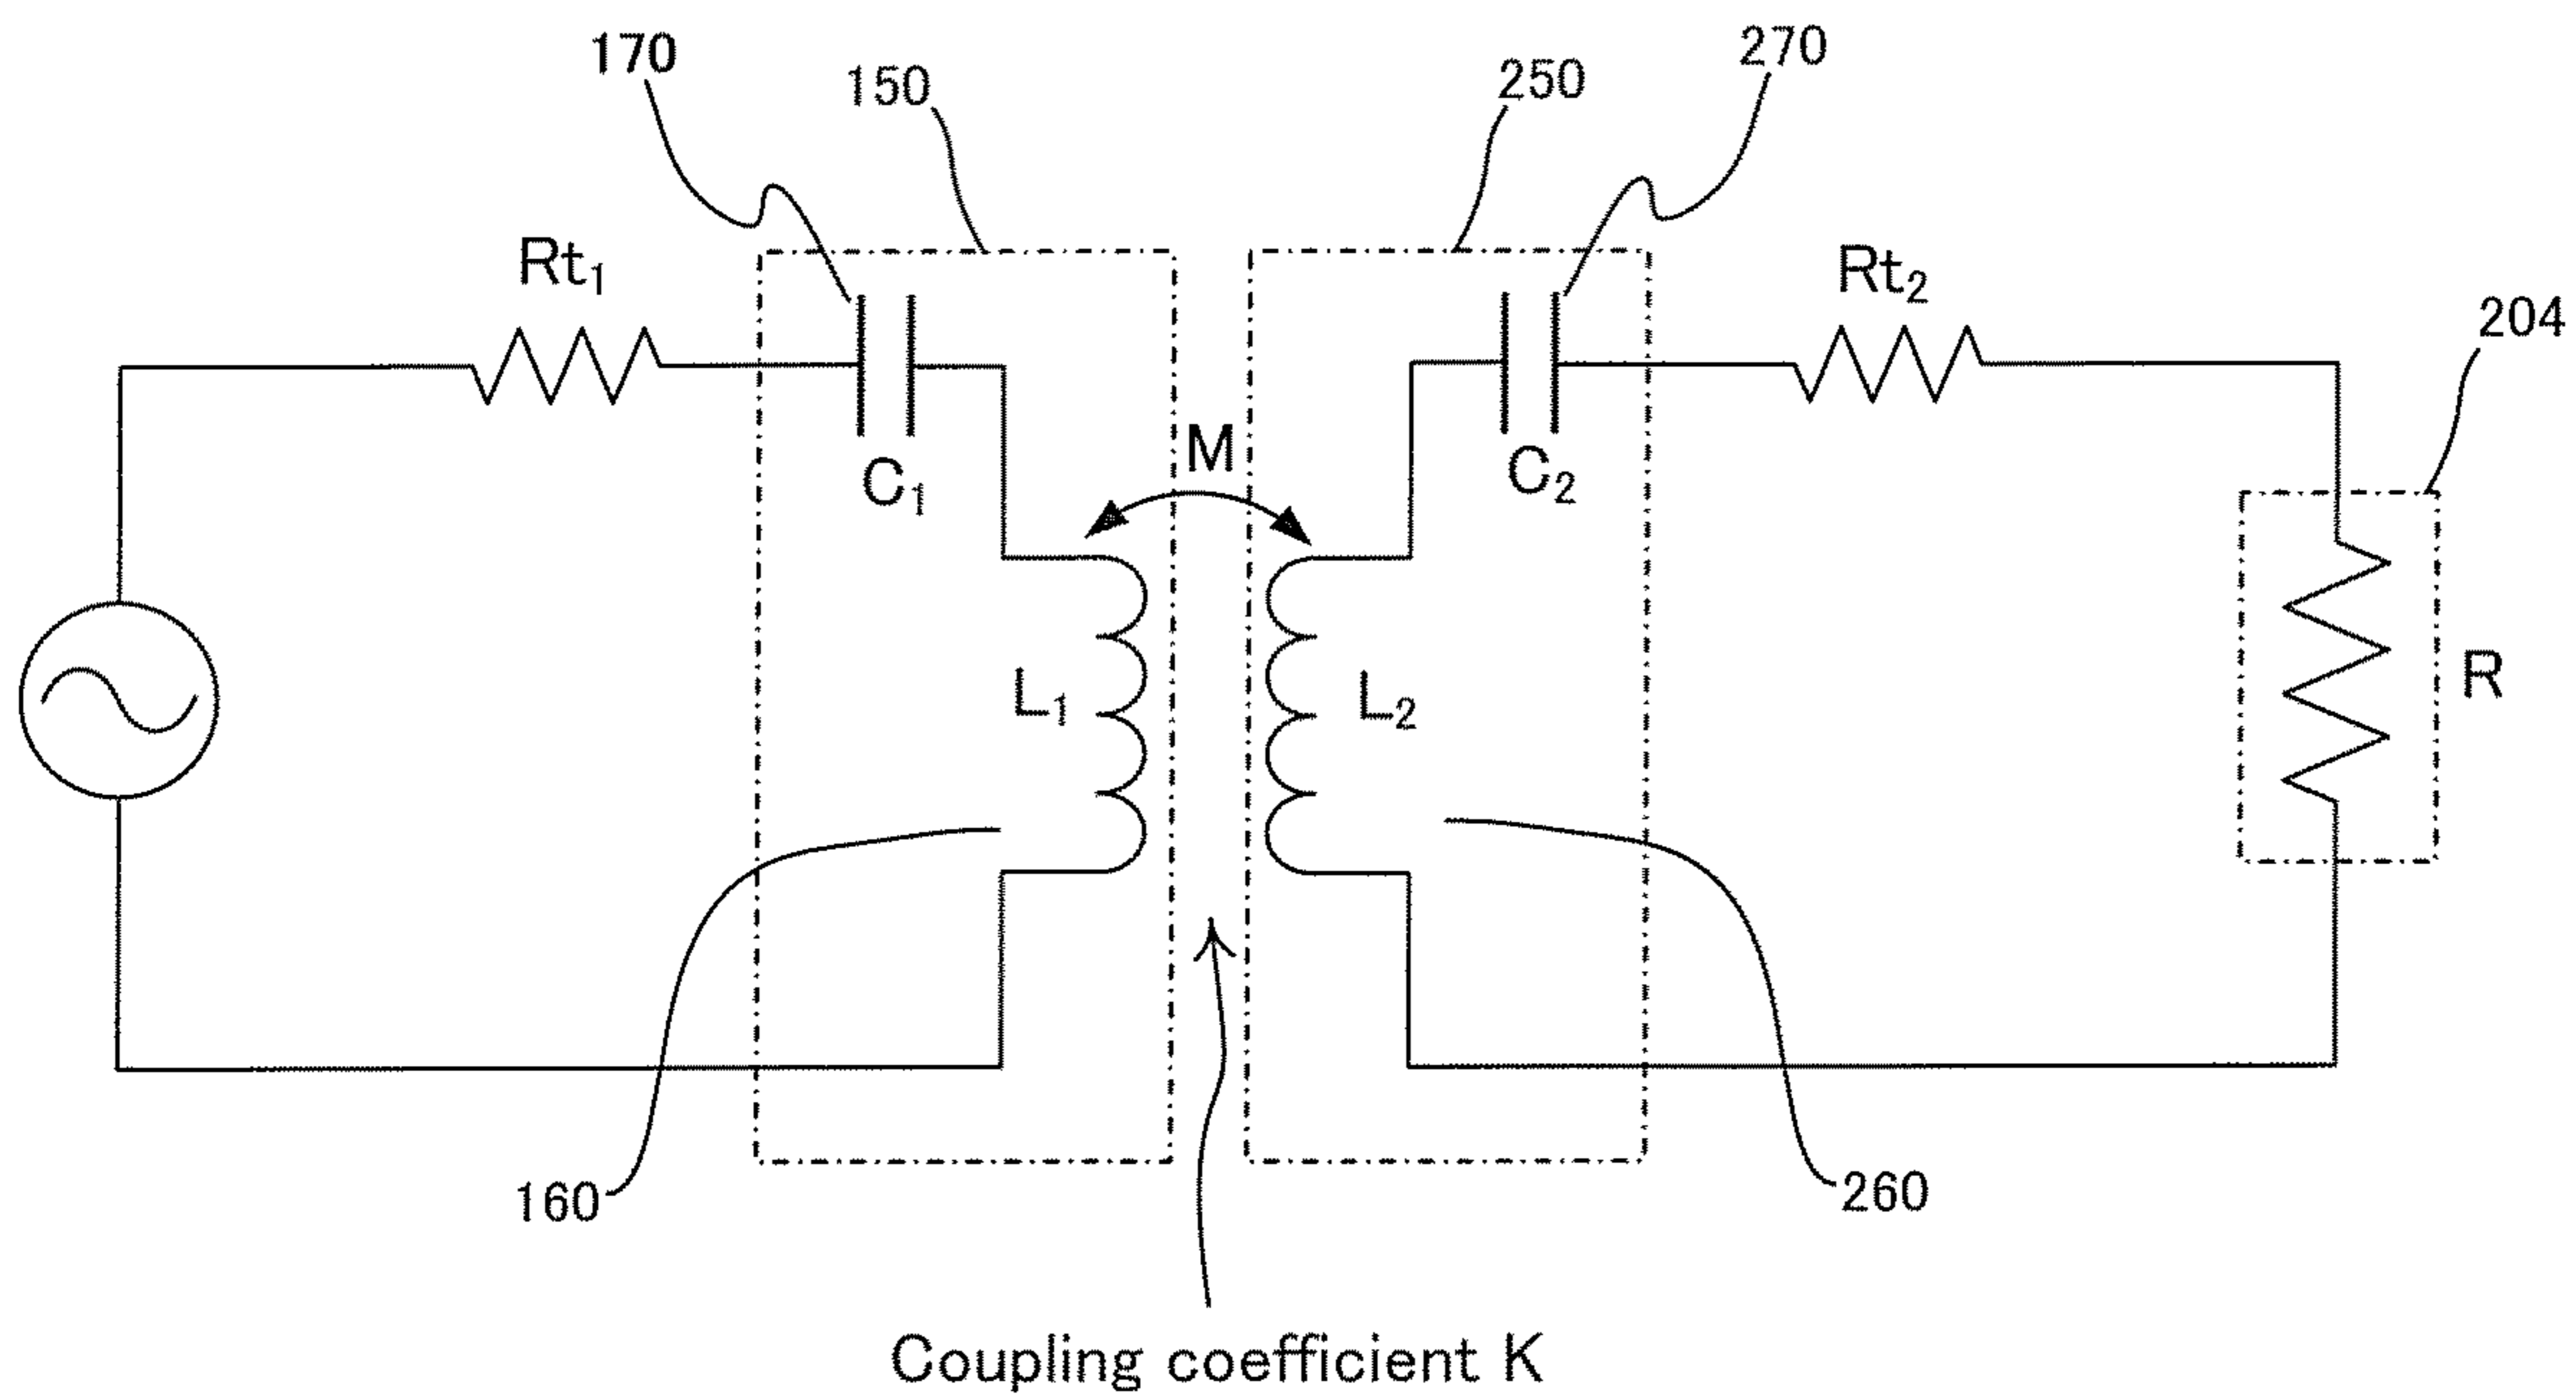 170
150
250
270
Rt₁
Rt₂
204
M
C₁
C₂
L₁
L₂
R
160
260
Coupling coefficient K